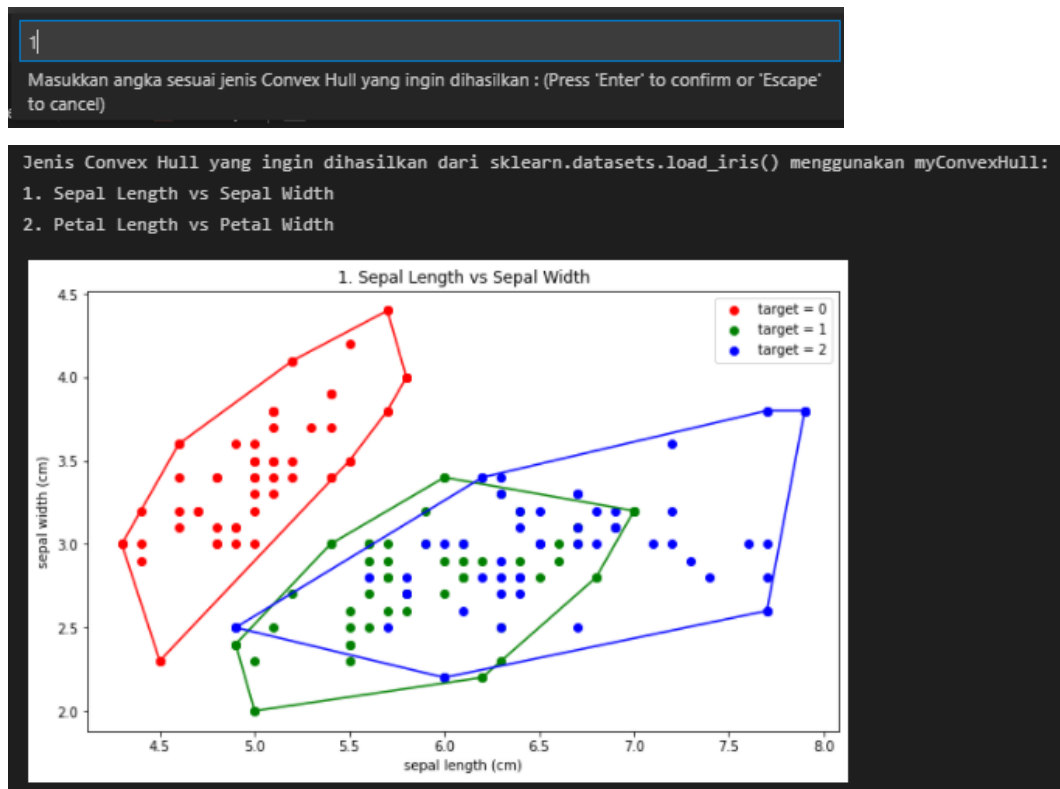 1
Masukkan angka sesuai jenis Convex Hull yang ingin dihasilkan : (Press 'Enter' to confirm or 'Escape'
to cancel)
Jenis Convex Hull yang ingin dihasilkan dari sklearn.datasets.load_iris() menggunakan myConvexHull:
1. Sepal Length vs Sepal Width
2. Petal Length vs Petal Width
1. Sepal Length vs Sepal Width
target = 0
target = 1
target = 2
4.5
4.0
3.5
3.0
2.5
2.0
sepal width (cm)
4.5 5.0 5.5 6.0 6.5 7.0 7.5 8.0
sepal length (cm)